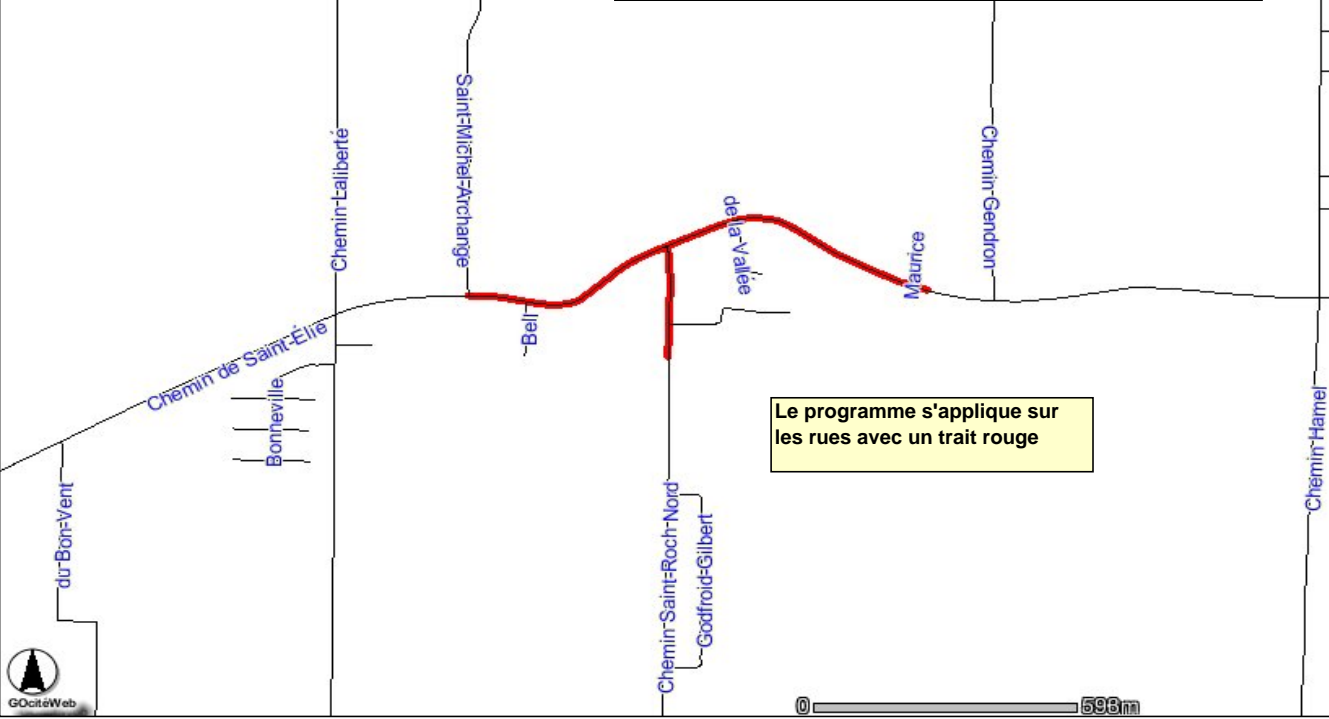 Saint-Michel-Archange
Chemin-Laliberté
Chemin-Gendron
de-la-Vallée
Maurice
Bell
Chemin de Saint-Élie
Bonneville
Le programme s'applique sur
les rues avec un trait rouge
Chemin-Hamel
du-Bon-Vent
Chemin-Saint-Roch-Nord
Godfroid-Gilbert
GOcitéWeb
0 598m